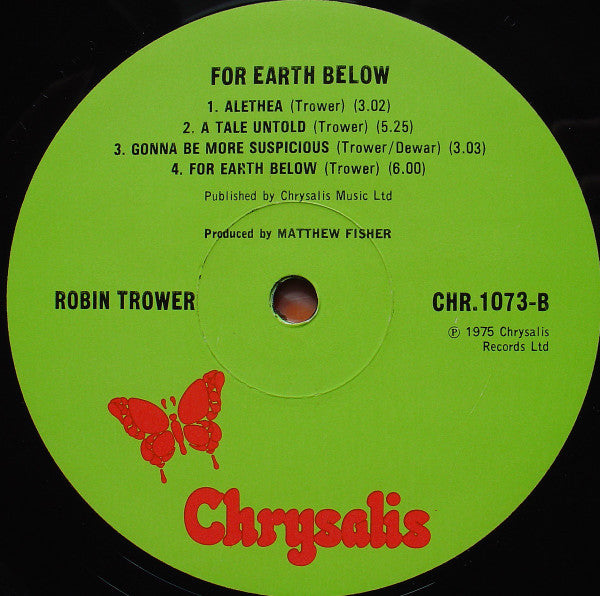 FOR EARTH BELOW
1. ALETHEA (Trower) (3.02)
2. A TALE UNTOLD (Trower) (5.25)
3. GONNA BE MORE SUSPICIOUS (Trower/Dewar) (3.03)
4. FOR EARTH BELOW (Trower) (6.00)
Published by Chrysalis Music Ltd
Produced by MATTHEW FISHER
ROBIN TROWER
CHR.1073-B
℗ 1975 Chrysalis
Records Ltd
Chrysalis